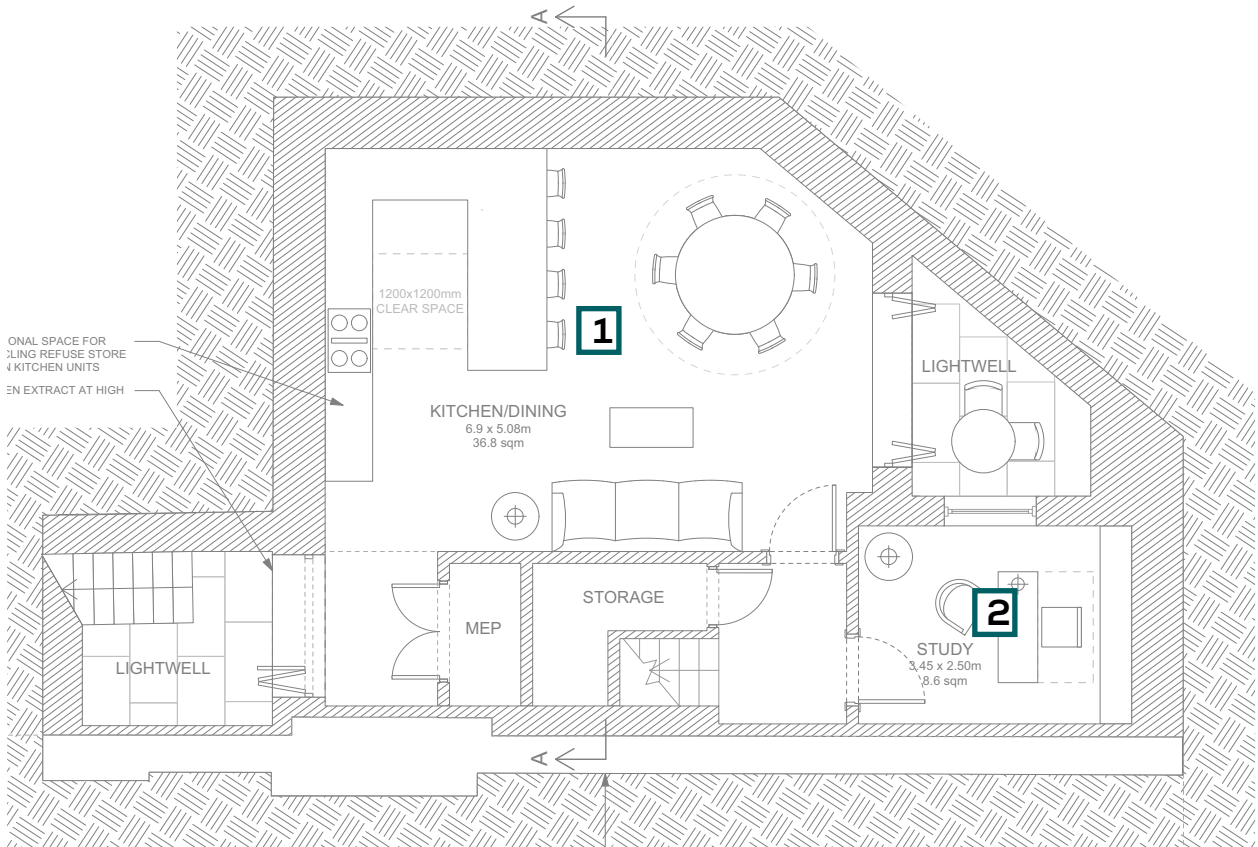 A
1200x1200mm
CLEAR SPACE
1
ONAL SPACE FOR
CLING REFUSE STORE
N KITCHEN UNITS
EN EXTRACT AT HIGH
LIGHTWELL
KITCHEN/DINING
6.9 x 5.08m
36.8 sqm
STORAGE
MEP
2
STUDY
3.45 x 2.50m
8.6 sqm
LIGHTWELL
A